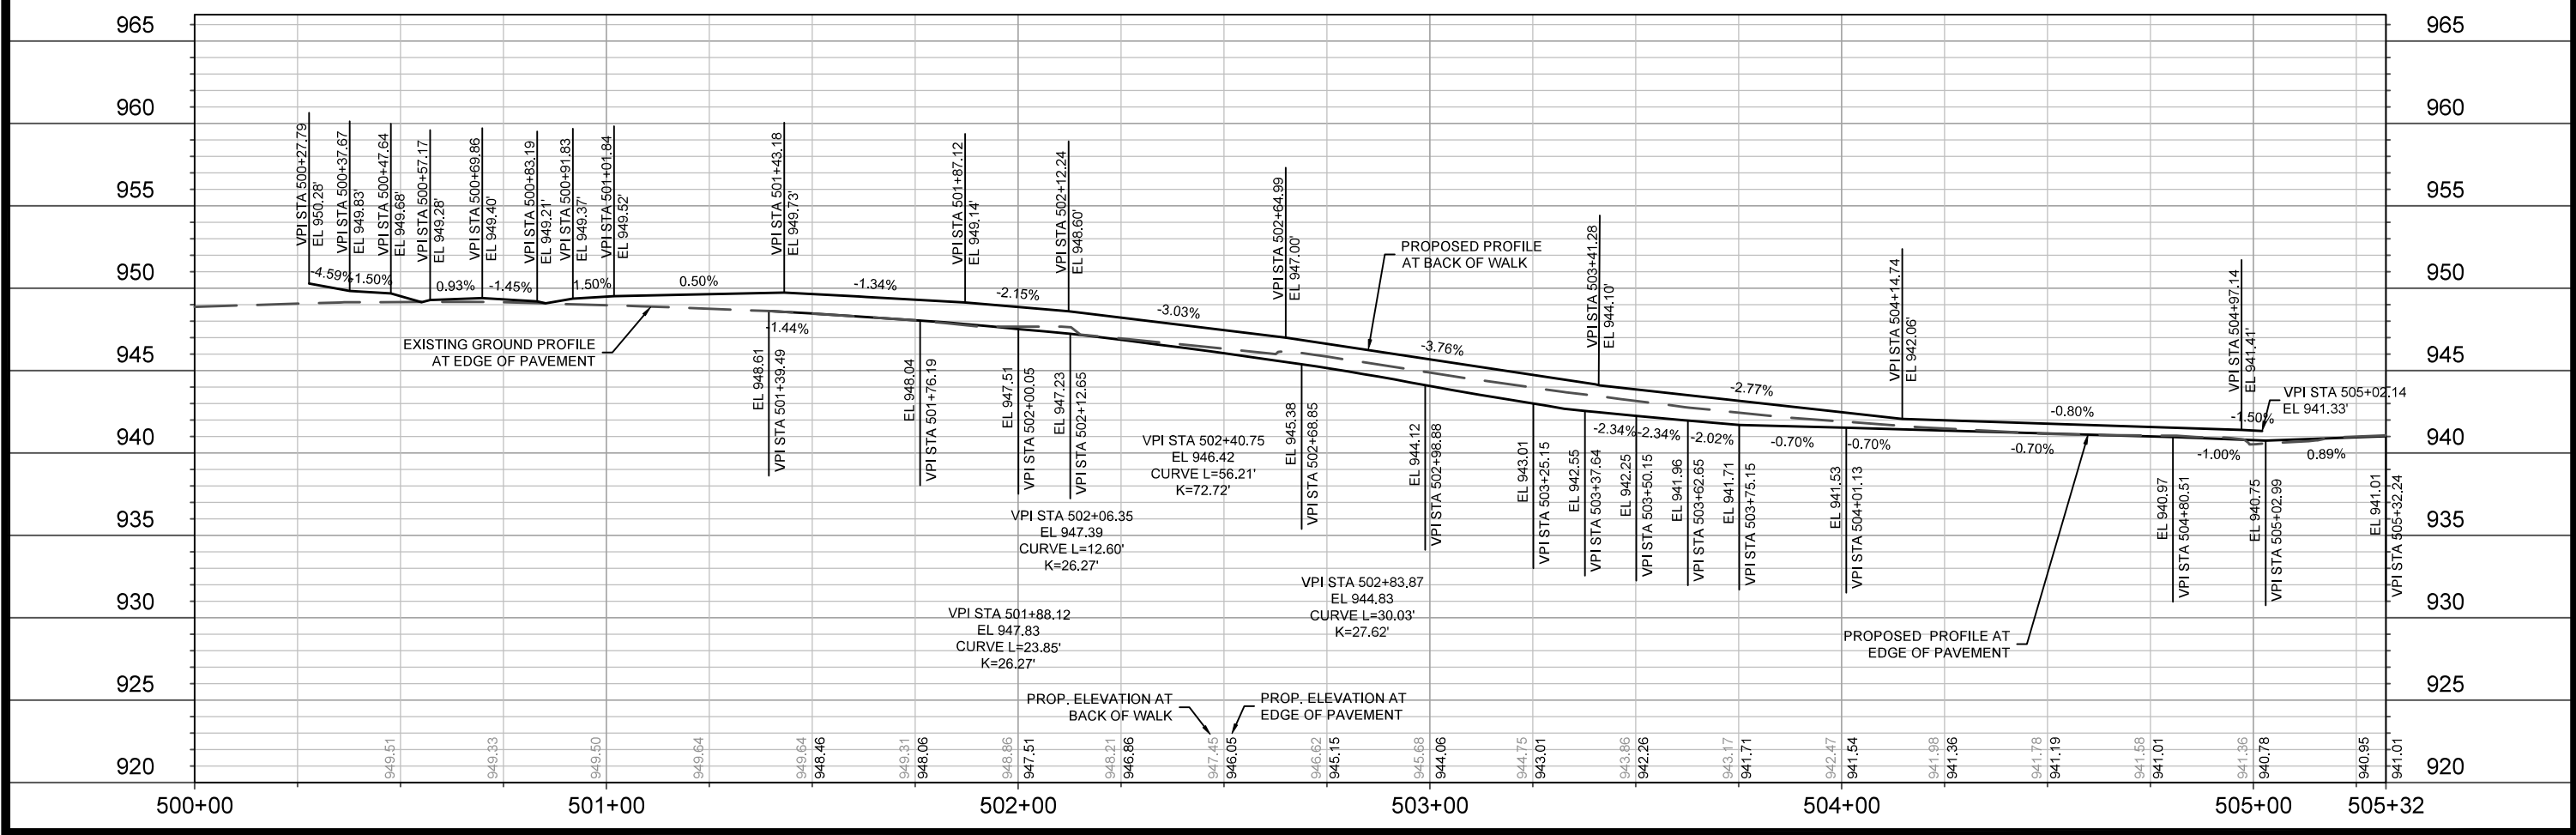 965
960
955
950
945
940
935
930
925
920
965
960
955
950
945
940
935
930
925
920
VPI STA 500+27.79
EL 950.28'
VPI STA 500+37.67
EL 949.83'
VPI STA 500+47.64
EL 949.68'
VPI STA 500+57.17
EL 949.28'
VPI STA 500+69.86
EL 949.40'
VPI STA 500+83.19
EL 949.21'
VPI STA 500+91.83
EL 949.37'
VPI STA 501+01.84
EL 949.52'
VPI STA 501+43.18
EL 949.73'
VPI STA 501+87.12
EL 949.14'
VPI STA 502+12.24
EL 948.60'
VPI STA 502+64.99
EL 947.00'
VPI STA 503+41.28
EL 944.10'
VPI STA 504+14.74
EL 942.06'
VPI STA 504+97.14
EL 941.41'
VPI STA 505+02.14
EL 941.33'
-4.59%
-1.50%
0.93%
-1.45%
1.50%
0.50%
-1.34%
-2.15%
-3.03%
-3.76%
-2.77%
-0.80%
-1.50%
PROPOSED PROFILE
AT BACK OF WALK
EXISTING GROUND PROFILE
AT EDGE OF PAVEMENT
-1.44%
-2.34%
-2.34%
-2.02%
-0.70%
-0.70%
-0.70%
-1.00%
0.89%
EL 948.61
VPI STA 501+39.49
EL 948.04
VPI STA 501+76.19
EL 947.51
VPI STA 502+00.05
EL 947.23
VPI STA 502+12.65
EL 945.38
VPI STA 502+68.85
EL 944.12
VPI STA 502+98.88
EL 943.01
VPI STA 503+25.15
EL 942.55
VPI STA 503+37.64
EL 942.25
VPI STA 503+50.15
EL 941.96
VPI STA 503+62.65
EL 941.71
VPI STA 503+75.15
EL 941.53
VPI STA 504+01.13
EL 940.97
VPI STA 504+80.51
EL 940.75
VPI STA 505+02.99
EL 941.01
VPI STA 505+32.24
VPI STA 502+40.75
EL 946.42
CURVE L=56.21'
K=72.72'
VPI STA 502+06.35
EL 947.39
CURVE L=12.60'
K=26.27'
VPI STA 502+83.87
EL 944.83
CURVE L=30.03'
K=27.62'
VPI STA 501+88.12
EL 947.83
CURVE L=23.85'
K=26.27'
PROPOSED PROFILE AT
EDGE OF PAVEMENT
PROP. ELEVATION AT
BACK OF WALK
PROP. ELEVATION AT
EDGE OF PAVEMENT
949.51
949.33
949.50
949.64
949.64
948.46
949.31
948.06
948.86
947.51
948.21
946.86
947.45
946.05
946.62
945.15
945.68
944.06
944.75
943.01
943.86
942.26
943.17
941.71
942.47
941.54
941.98
941.36
941.78
941.19
941.58
941.01
941.36
940.78
940.95
941.01
500+00
501+00
502+00
503+00
504+00
505+00
505+32